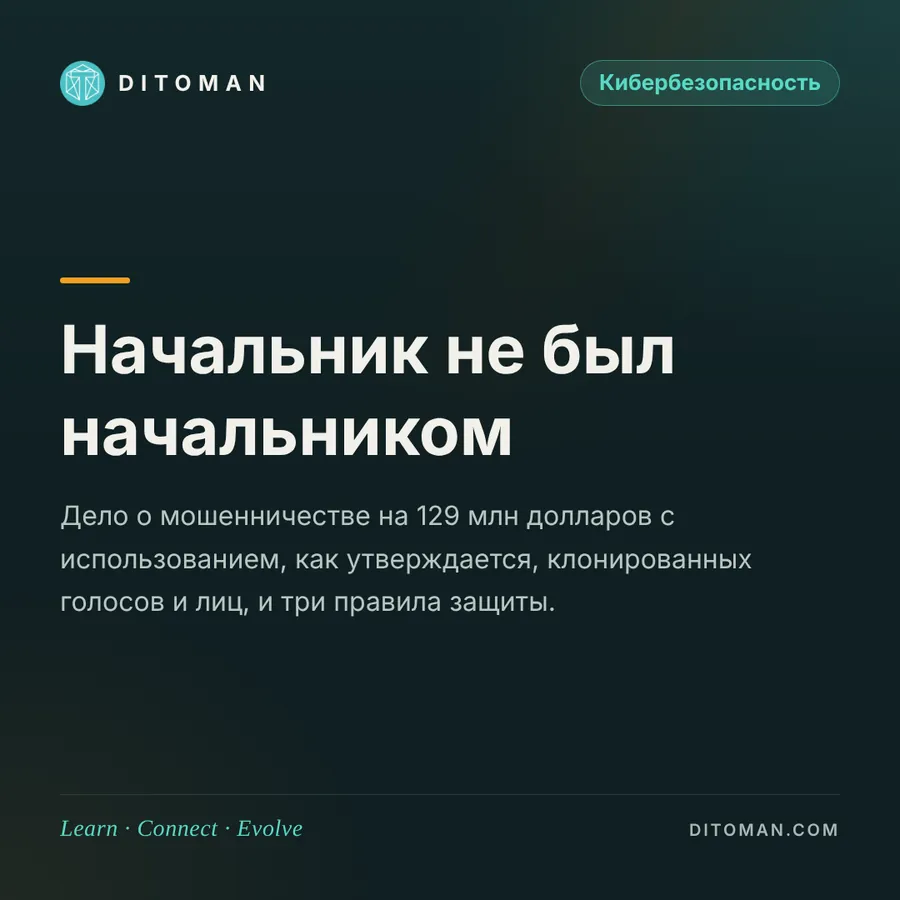 DITOMAN
Кибербезопасность
Начальник не был
начальником
Дело о мошенничестве на 129 млн долларов с
использованием, как утверждается, клонированных
голосов и лиц, и три правила защиты.
Learn · Connect · Evolve
DITOMAN.COM